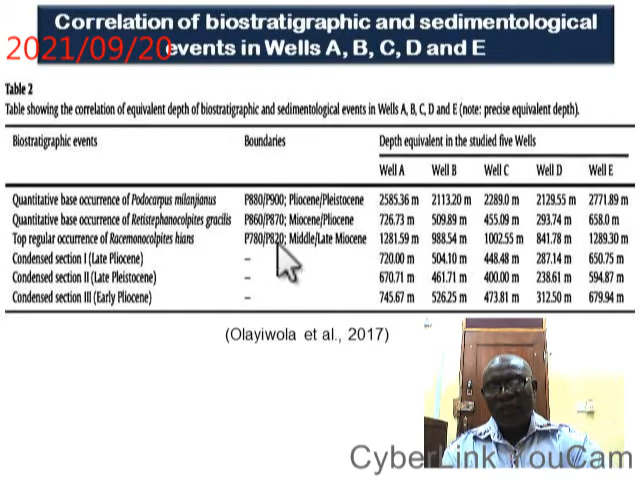 Correlation of biostratigraphic and sedimentological
2021/09/20 events in Wells A, B, C, D and E
Table 2
Table showing the correlation of equivalent depth of biostratigraphic and sedimentological events in Wells A, B, C, D and E (note: precise equivalent depth).
Biostratigraphic events Boundaries Depth equivalent in the studied five Wells
Well A Well B Well C Well D Well E
Quantitative base occurrence of Podocarpus milanjianus P880/P900; Pliocene/Pleistocene 2585.36 m 2113.20 m 2289.0 m 2129.55 m 2771.89 m
Quantitative base occurrence of Retistephanocolpites gracilis P860/P870; Miocene/Pliocene 726.73 m 509.89 m 455.09 m 293.74 m 658.0 m
Top regular occurrence of Racemonocolpites hians P780/P820; Middle/Late Miocene 1281.59 m 988.54 m 1002.55 m 841.78 m 1289.30 m
Condensed section I (Late Pliocene) – 720.00 m 504.10 m 448.48 m 287.14 m 650.75 m
Condensed section II (Late Pleistocene) – 670.71 m 461.71 m 400.00 m 238.61 m 594.87 m
Condensed section III (Early Pliocene) – 745.67 m 526.25 m 473.81 m 312.50 m 679.94 m
(Olayiwola et al., 2017)
CyberLink YouCam